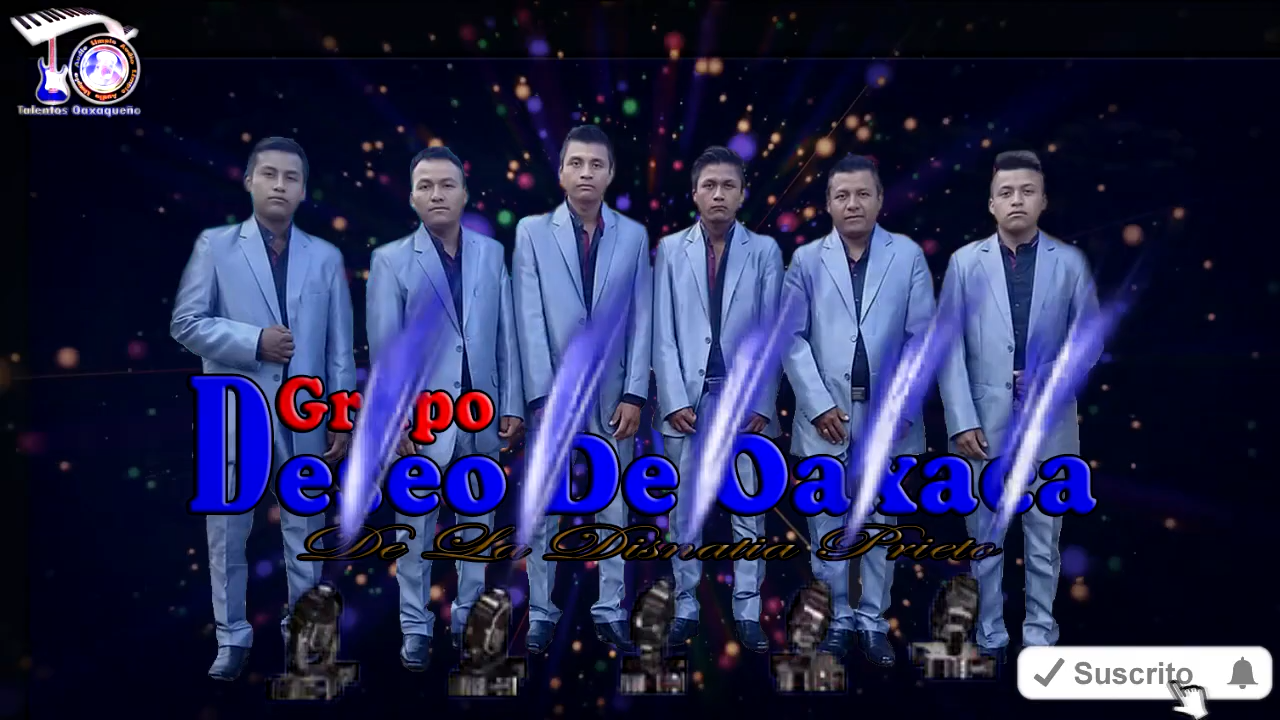 Talentos Oaxaqueño
Grupo
Deseo De Oaxaca
De La Disnatia Prieto
Suscrito